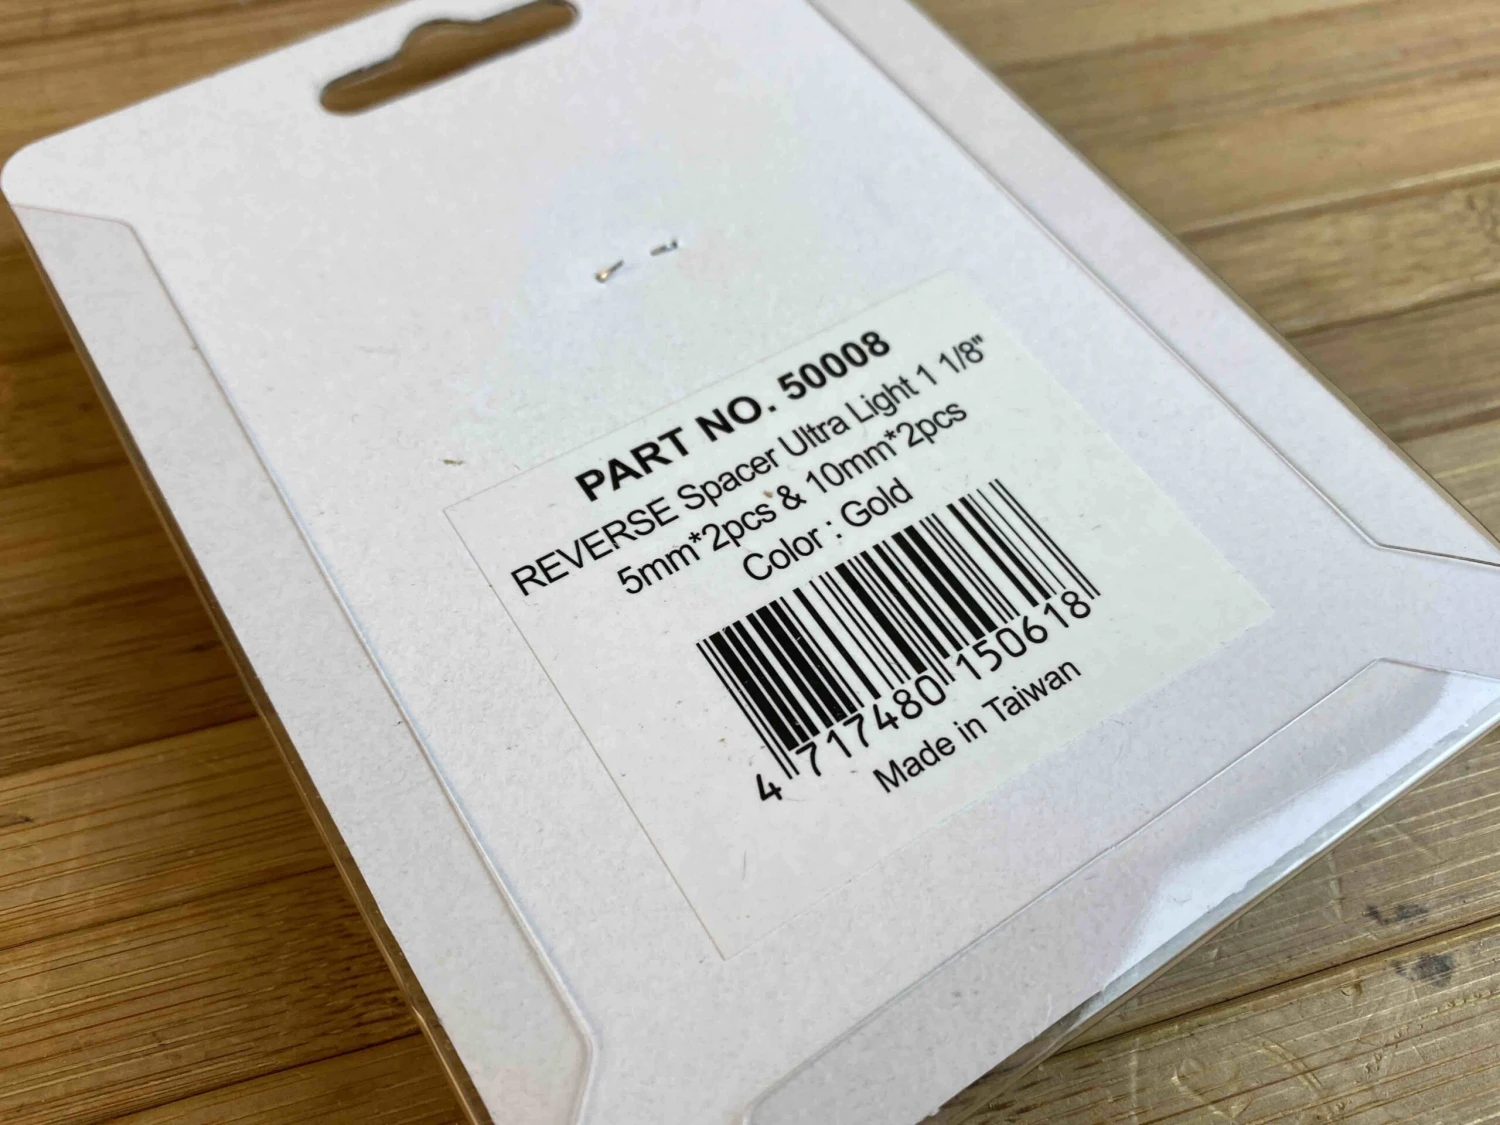 PART NO. 50008
REVERSE Spacer Ultra Light 1 1/8"
5mm*2pcs & 10mm*2pcs
Color : Gold
4 717480 150618
Made in Taiwan